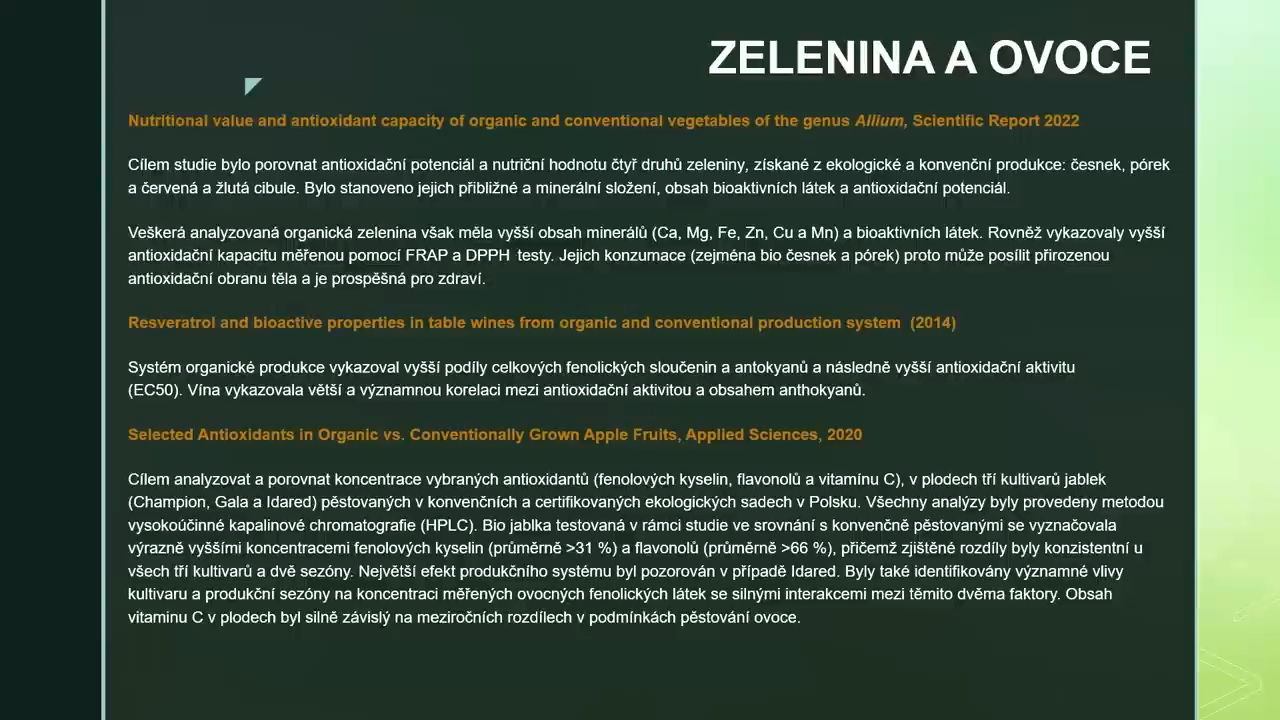 ZELENINA A OVOCE
Nutritional value and antioxidant capacity of organic and conventional vegetables of the genus Allium, Scientific Report 2022
Cílem studie bylo porovnat antioxidační potenciál a nutriční hodnotu čtyř druhů zeleniny, získané z ekologické a konvenční produkce: česnek, pórek
a červená a žlutá cibule. Bylo stanoveno jejich přibližné a minerální složení, obsah bioaktivních látek a antioxidační potenciál.
Veškerá analyzovaná organická zelenina však měla vyšší obsah minerálů (Ca, Mg, Fe, Zn, Cu a Mn) a bioaktivních látek. Rovněž vykazovaly vyšší
antioxidační kapacitu měřenou pomocí FRAP a DPPH testy. Jejich konzumace (zejména bio česnek a pórek) proto může posílit přirozenou
antioxidační obranu těla a je prospěšná pro zdraví.
Resveratrol and bioactive properties in table wines from organic and conventional production system (2014)
Systém organické produkce vykazoval vyšší podíly celkových fenolických sloučenin a antokyanů a následně vyšší antioxidační aktivitu
(EC50). Vína vykazovala větší a významnou korelaci mezi antioxidační aktivitou a obsahem anthokyanů.
Selected Antioxidants in Organic vs. Conventionally Grown Apple Fruits, Applied Sciences, 2020
Cílem analyzovat a porovnat koncentrace vybraných antioxidantů (fenolových kyselin, flavonolů a vitamínu C), v plodech tří kultivarů jablek
(Champion, Gala a Idared) pěstovaných v konvenčních a certifikovaných ekologických sadech v Polsku. Všechny analýzy byly provedeny metodou
vysokoúčinné kapalinové chromatografie (HPLC). Bio jablka testovaná v rámci studie ve srovnání s konvenčně pěstovanými se vyznačovala
výrazně vyššími koncentracemi fenolových kyselin (průměrně >31 %) a flavonolů (průměrně >66 %), přičemž zjištěné rozdíly byly konzistentní u
všech tří kultivarů a dvě sezóny. Největší efekt produkčního systému byl pozorován v případě Idared. Byly také identifikovány významné vlivy
kultivaru a produkční sezóny na koncentraci měřených ovocných fenolických látek se silnými interakcemi mezi těmito dvěma faktory. Obsah
vitaminu C v plodech byl silně závislý na meziročních rozdílech v podmínkách pěstování ovoce.